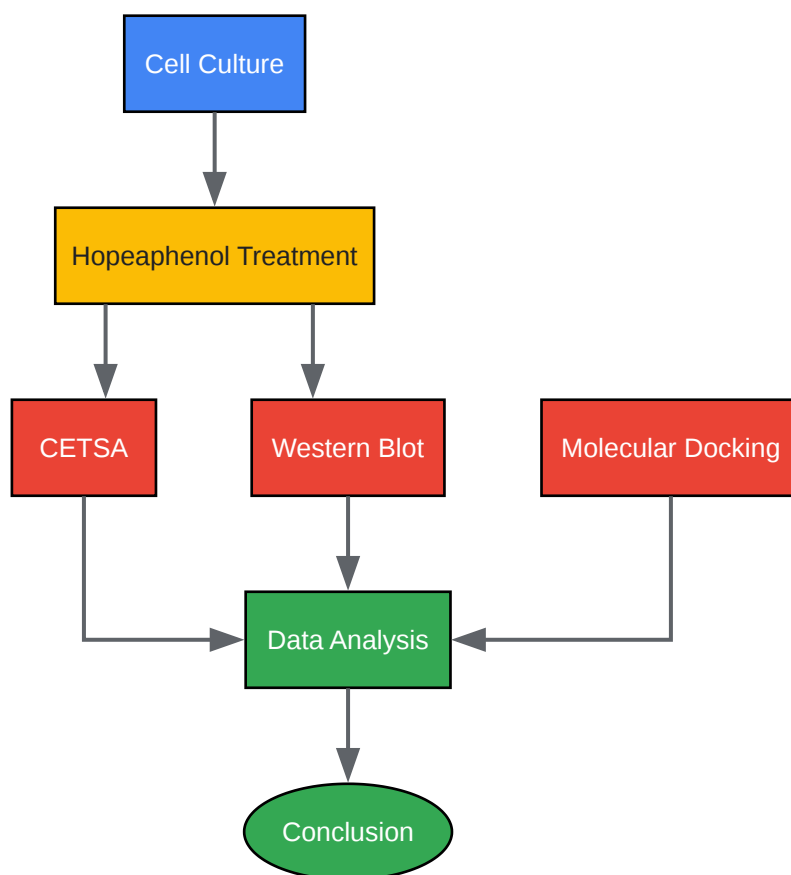 Cell Culture
Hopeaphenol Treatment
CETSA
Western Blot
Molecular Docking
Data Analysis
Conclusion